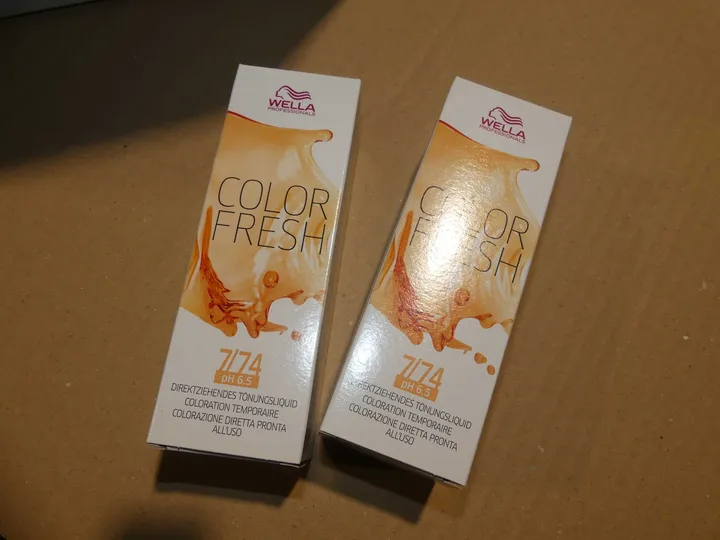 WELLA
PROFESSIONALS
COLOR
FRESH
7/74
pH 6.5
DIREKTZIEHENDES TÖNUNGSLIQUID
COLORATION TEMPORAIRE
COLORAZIONE DIRETTA PRONTA
ALL'USO
WELLA
PROFESSIONALS
COLOR
FRESH
7/74
pH 6.5
DIREKTZIEHENDES TÖNUNGSLIQUID
COLORATION TEMPORAIRE
COLORAZIONE DIRETTA PRONTA
ALL'USO